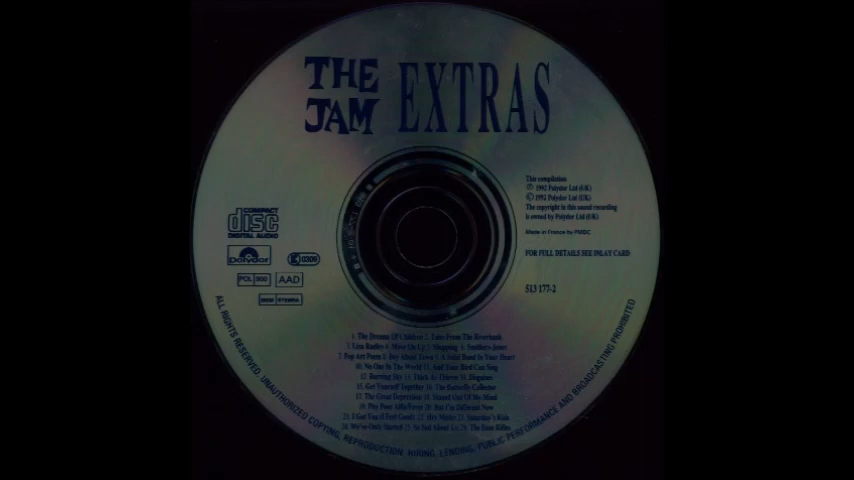 THE JAM EXTRAS
This compilation
℗ 1992 Polydor Ltd (UK)
© 1992 Polydor Ltd (UK)
The copyright in this sound recording
is owned by Polydor Ltd (UK)
Made in France by PMDC
FOR FULL DETAILS SEE INLAY CARD
513 177-2
COMPACT
disc
DIGITAL AUDIO
polydor
0309
POL 900
AAD
1. The Dreams Of Children 2. Tales From The Riverbank
3. Liza Radley 4. Move On Up 5. Shopping 6. Smithers-Jones
7. Pop Art Poem 8. Boy About Town 9. A Solid Bond In Your Heart
10. No One In The World 11. And Your Bird Can Sing
12. Burning Sky 13. Thick As Thieves 14. Disguises
15. Get Yourself Together 16. The Butterfly Collector
17. The Great Depression 18. Stoned Out Of My Mind
19. Pity Poor Alfie/Fever 20. But I'm Different Now
21. I Got You (I Feel Good) 22. Hey Mister 23. Saturday's Kids
24. We've Only Started 25. So Sad About Us 26. The Eton Rifles
ALL RIGHTS RESERVED. UNAUTHORIZED COPYING, REPRODUCTION, HIRING, LENDING, PUBLIC PERFORMANCE AND BROADCASTING PROHIBITED